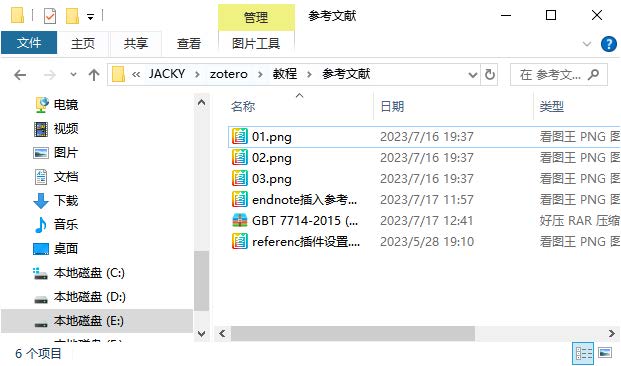 管理
参考文献
文件
主页
共享
查看
图片工具
« JACKY > zotero > 教程 > 参考文献
在 参考文...
电镜
视频
图片
文档
下载
音乐
桌面
本地磁盘 (C:)
本地磁盘 (D:)
本地磁盘 (E:)
名称 日期 类型
01.png 2023/7/16 19:37 看图王 PNG 图
02.png 2023/7/16 19:37 看图王 PNG 图
03.png 2023/7/16 19:37 看图王 PNG 图
endnote插入参考... 2023/7/17 11:57 看图王 PNG 图
GBT 7714-2015 (... 2023/7/17 12:41 好压 RAR 压缩
referenc插件设置.... 2023/5/28 19:10 看图王 PNG 图
6 个项目